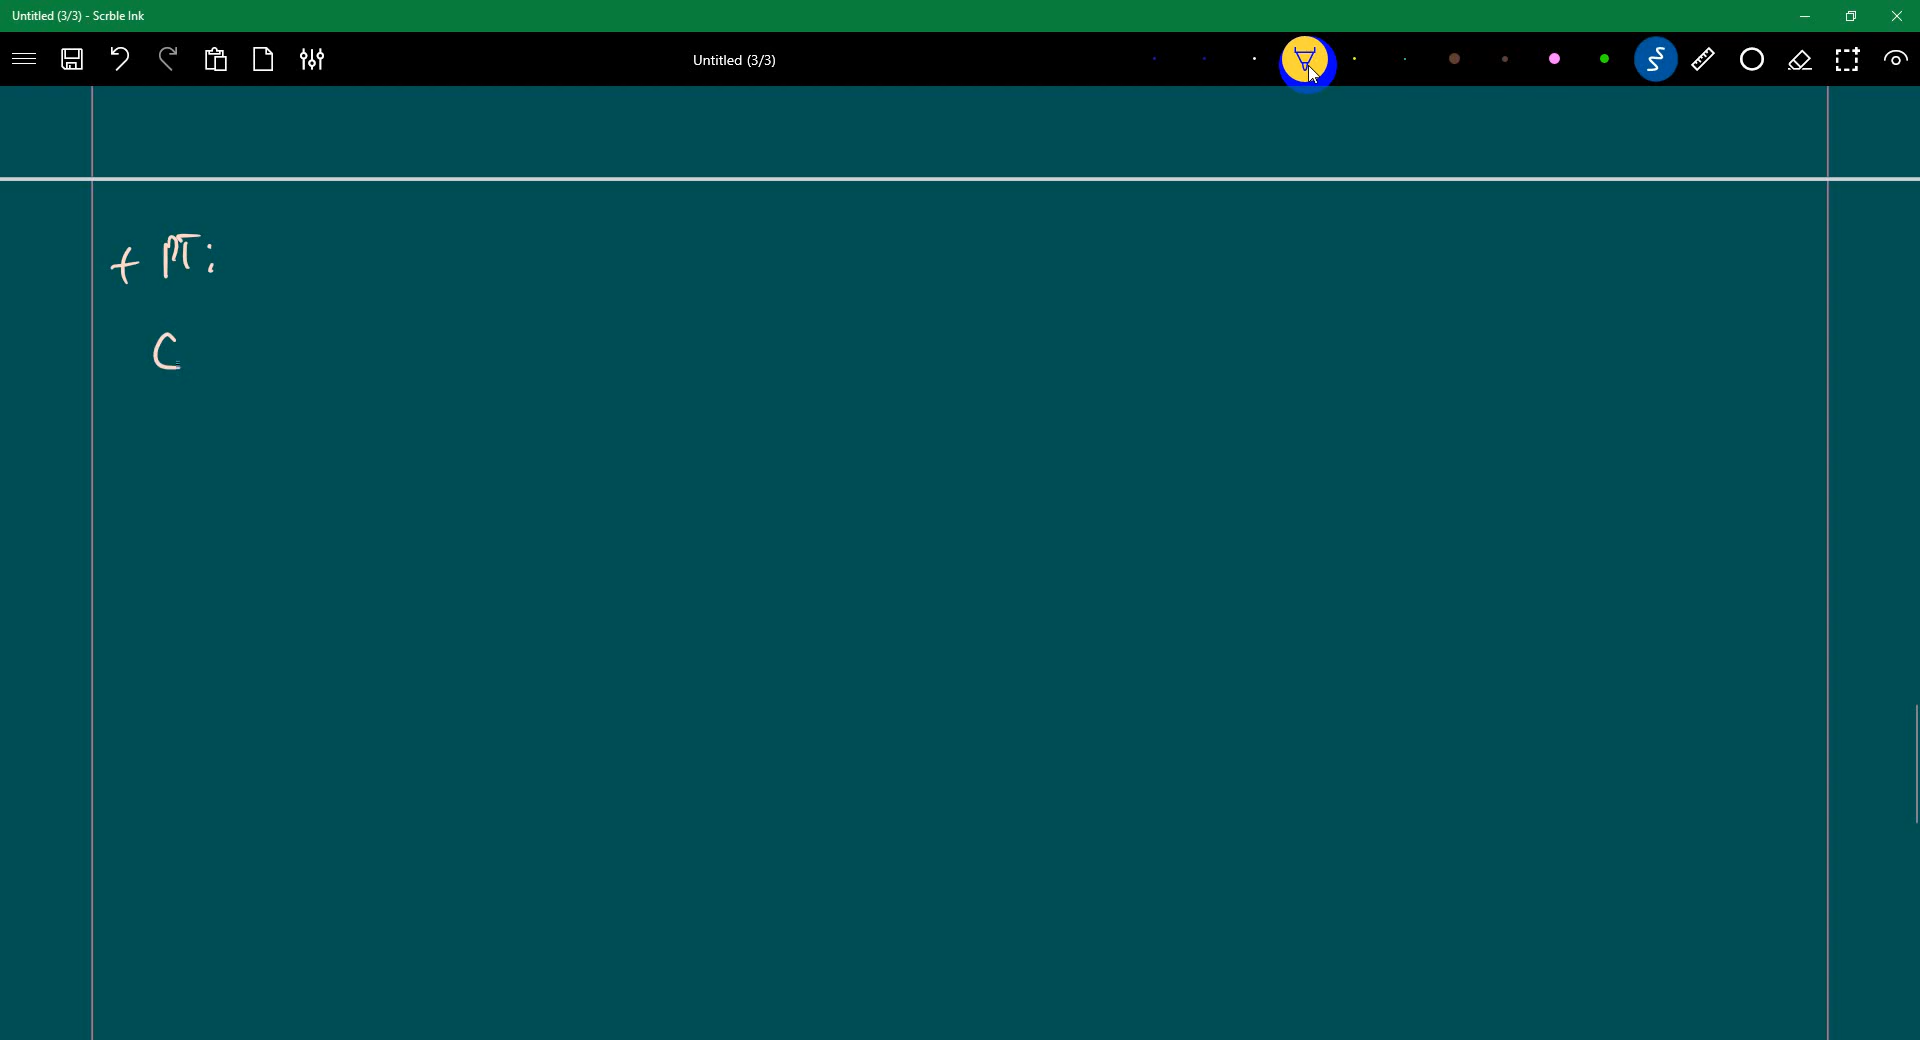 Untitled (3/3) - Scrble Ink
Untitled (3/3)
+ PT:
C